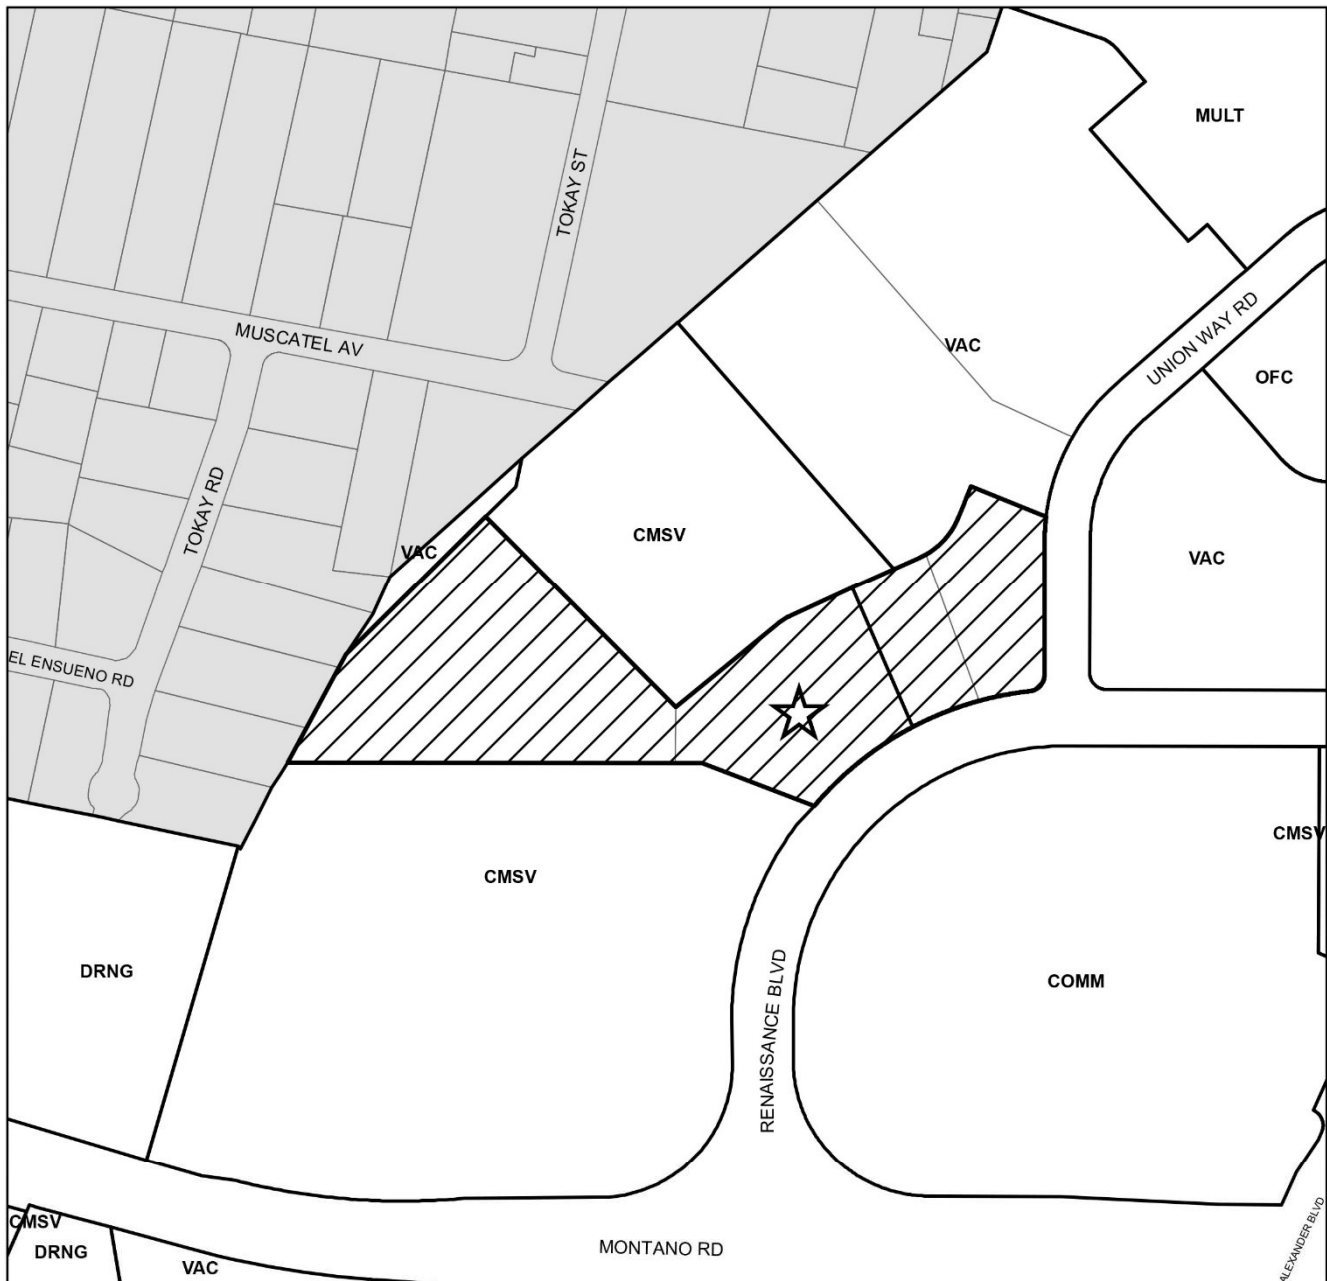 MULT
TOKAY ST
UNION WAY RD
MUSCATEL AV
VAC
OFC
TOKAY RD
CMSV
VAC
VAC
EL ENSUENO RD
CMSV
CMSV
DRNG
COMM
RENAISSANCE BLVD
CMSV
DRNG
VAC
MONTANO RD
ALEXANDER BLVD